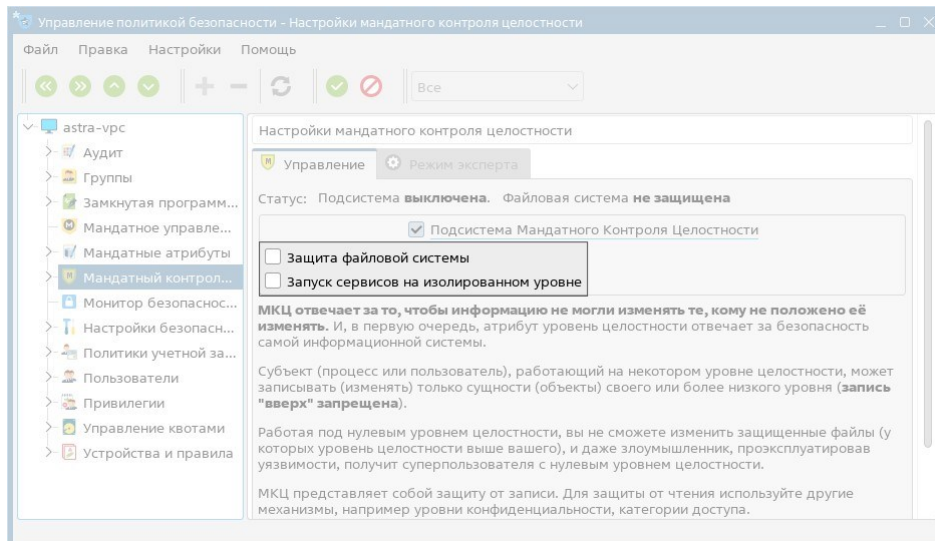 Управление политикой безопасности - Настройки мандатного контроля целостности
Файл Правка Настройки Помощь
Все
astra-vpc
Аудит
Группы
Замкнутая программ...
Мандатное управле...
Мандатные атрибуты
Мандатный контрол...
Монитор безопаснос...
Настройки безопасн...
Политики учетной за...
Пользователи
Привилегии
Управление квотами
Устройства и правила
Настройки мандатного контроля целостности
Управление Режим эксперта
Статус: Подсистема выключена. Файловая система не защищена
Подсистема Мандатного Контроля Целостности
Защита файловой системы
Запуск сервисов на изолированном уровне
МКЦ отвечает за то, чтобы информацию не могли изменять те, кому не положено её
изменять. И, в первую очередь, атрибут уровень целостности отвечает за безопасность
самой информационной системы.
Субъект (процесс или пользователь), работающий на некотором уровне целостности, может
записывать (изменять) только сущности (объекты) своего или более низкого уровня (запись
"вверх" запрещена).
Работая под нулевым уровнем целостности, вы не сможете изменить защищенные файлы (у
которых уровень целостности выше вашего), и даже злоумышленник, проэксплуатировав
уязвимости, получит суперпользователя с нулевым уровнем целостности.
МКЦ представляет собой защиту от записи. Для защиты от чтения используйте другие
механизмы, например уровни конфиденциальности, категории доступа.